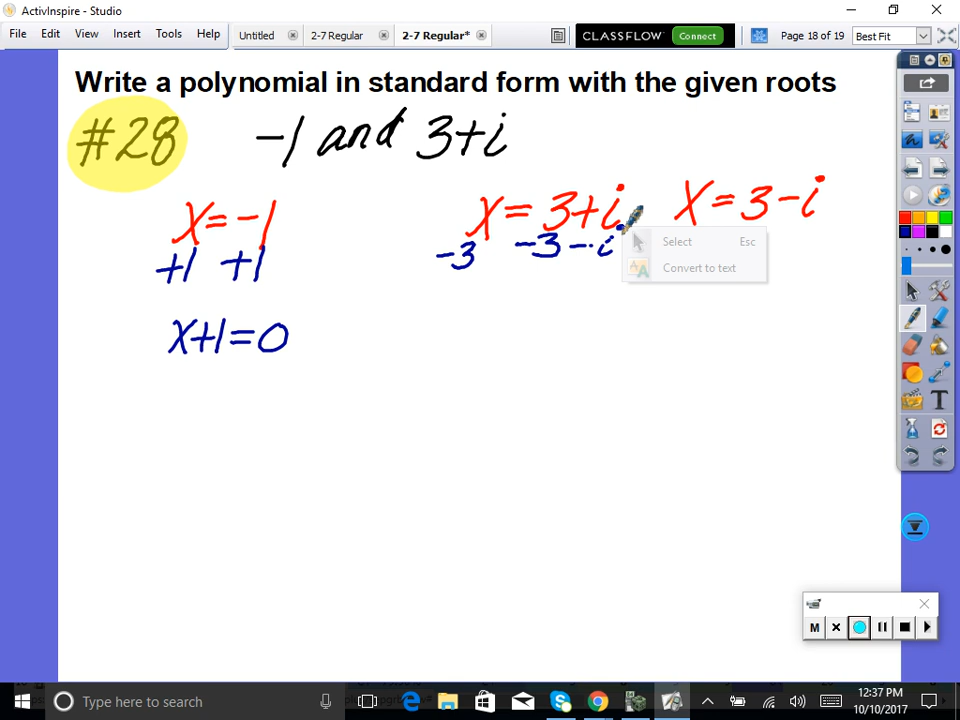 ActivInspire - Studio
File Edit View Insert Tools Help Untitled 2-7 Regular 2-7 Regular* CLASSFLOW Connect Page 18 of 19 Best Fit
Write a polynomial in standard form with the given roots
#28 -1 and 3+i
x=-1 x=3+i x=3-i
+1 +1 -3 -3 -i
Select Esc
Convert to text
x+1=0
M
Type here to search
12:37 PM
10/10/2017